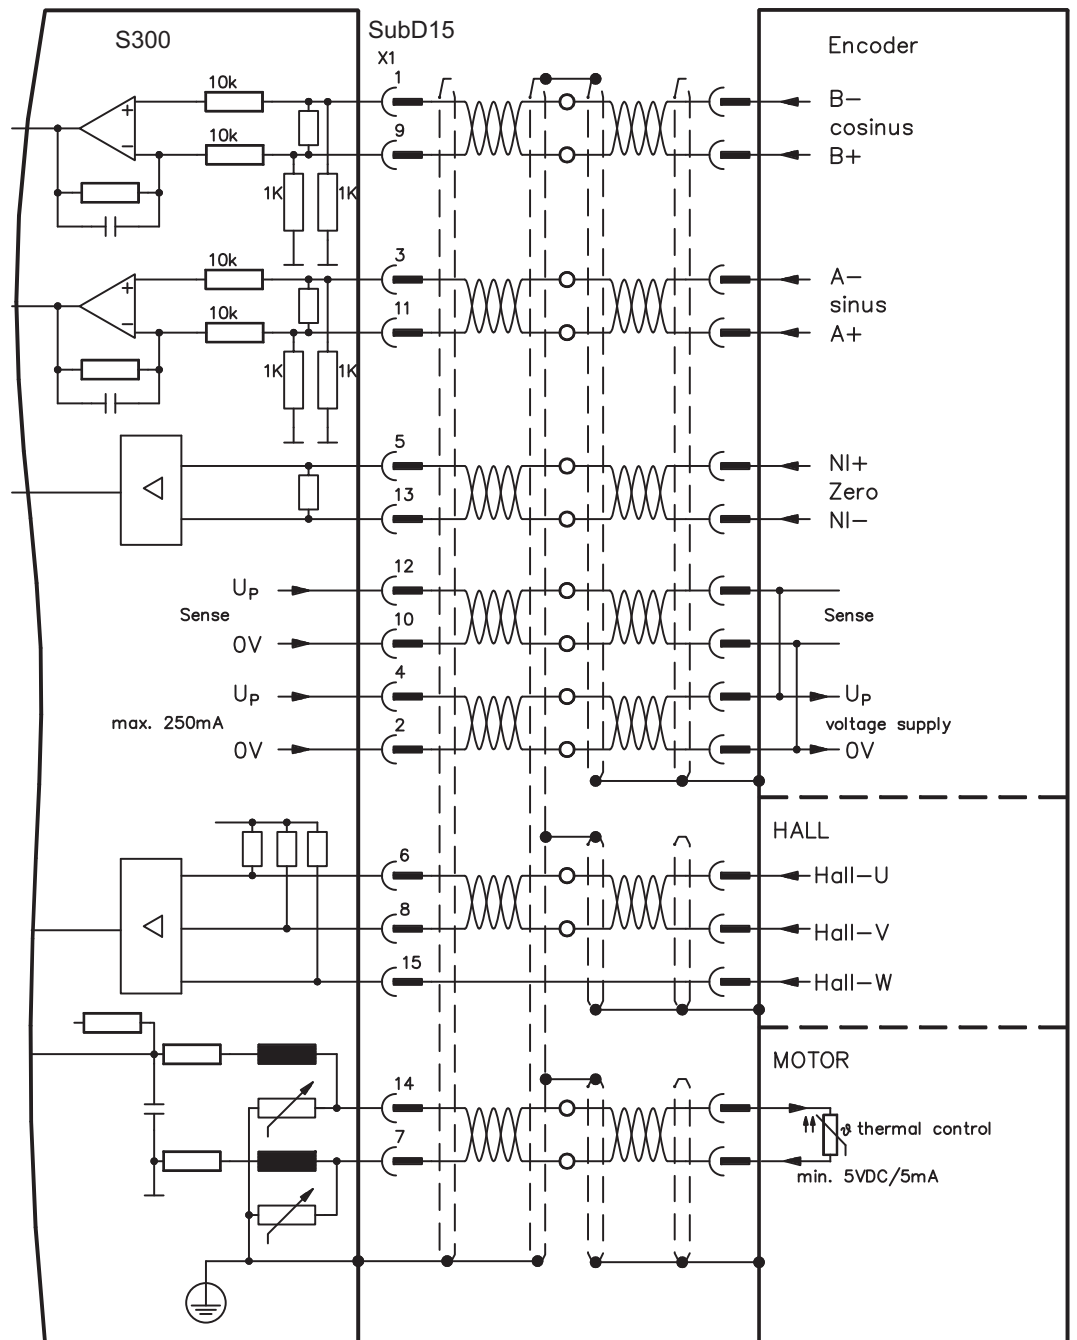 S300
SubD15
X1
Encoder
10k
1
B–
cosinus
10k
9
B+
1K
1K
10k
3
A–
sinus
10k
11
A+
1K
1K
5
NI+
Zero
13
NI–
UP
12
Sense
Sense
0V
10
UP
4
UP
max. 250mA
voltage supply
0V
2
0V
HALL
6
Hall–U
8
Hall–V
15
Hall–W
MOTOR
14
ϑ thermal control
7
min. 5VDC/5mA